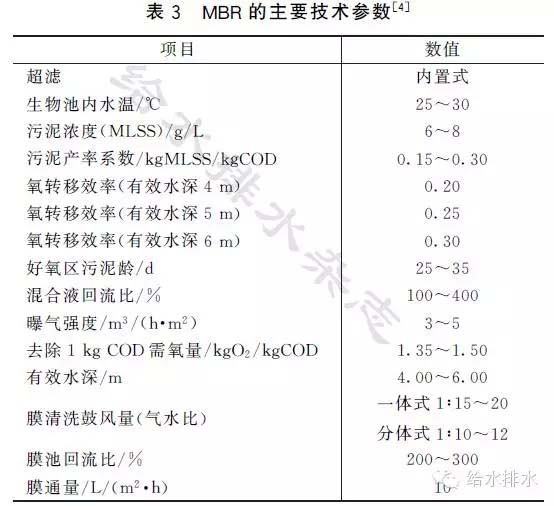 表 3　MBR 的主要技术参数[4]
项目 数值
超滤 内置式
生物池内水温/℃ 25～30
污泥浓度(MLSS)/g/L 6～8
污泥产率系数/kgMLSS/kgCOD 0.15～0.30
氧转移效率(有效水深 4 m) 0.20
氧转移效率(有效水深 5 m) 0.25
氧转移效率(有效水深 6 m) 0.30
好氧区污泥龄/d 25～35
混合液回流比/% 100～400
曝气强度/m³/(h·m²) 3～5
去除 1 kg COD 需氧量/kgO₂/kgCOD 1.35～1.50
有效水深/m 4.00～6.00
膜清洗鼓风量(气水比) 一体式 1∶15～20
分体式 1∶10～12
膜池回流比/% 200～300
膜通量/L/(m²·h)
给水排水杂志
给水排水